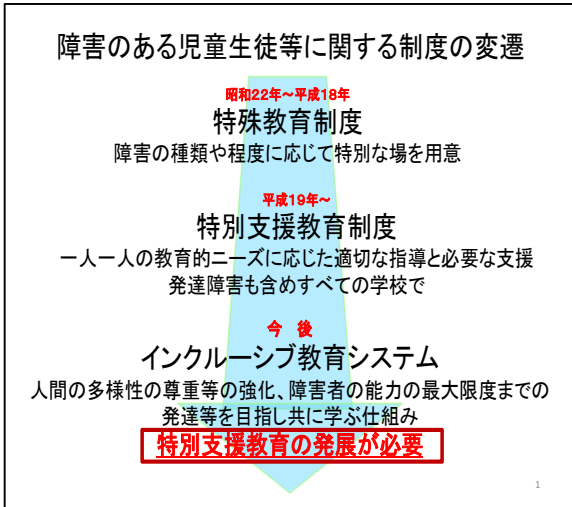 障害のある児童生徒等に関する制度の変遷
昭和22年～平成18年
特殊教育制度
障害の種類や程度に応じて特別な場を用意
平成19年～
特別支援教育制度
一人一人の教育的ニーズに応じた適切な指導と必要な支援
発達障害も含めすべての学校で
今 後
インクルーシブ教育システム
人間の多様性の尊重等の強化、障害者の能力の最大限度までの
発達等を目指し共に学ぶ仕組み
特別支援教育の発展が必要
1